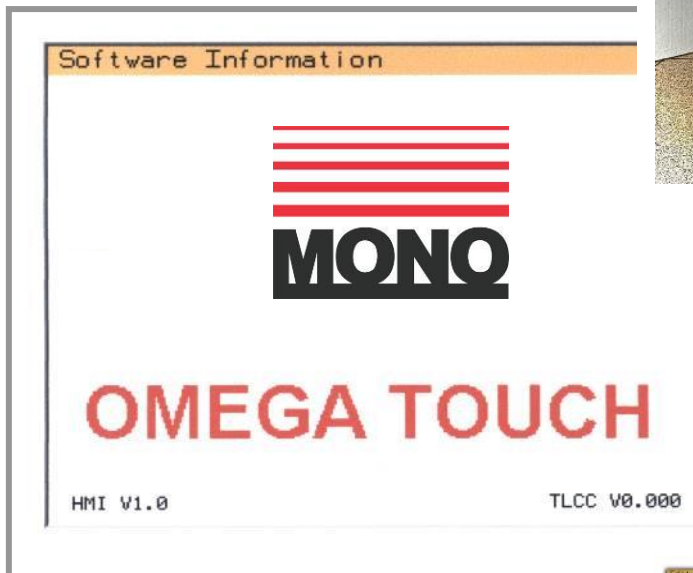 Software Information
MONO
OMEGA TOUCH
HMI V1.0
TLCC V0.000